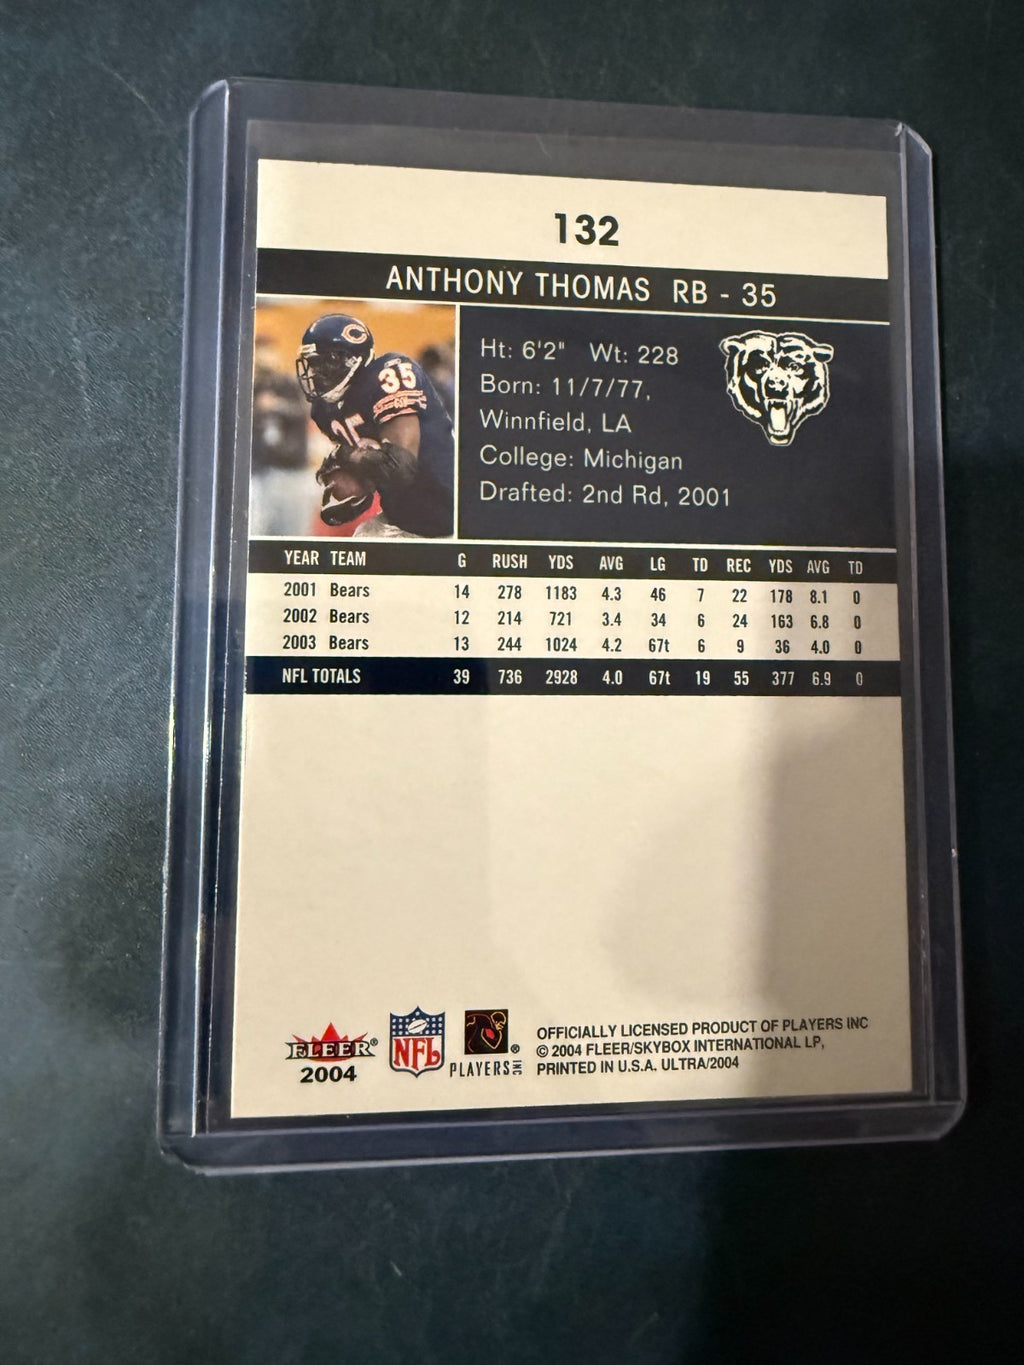 132
ANTHONY THOMAS RB - 35
35
35
Ht: 6'2" Wt: 228
Born: 11/7/77,
Winnfield, LA
College: Michigan
Drafted: 2nd Rd, 2001
YEAR TEAM G RUSH YDS AVG LG TD REC YDS AVG TD
2001 Bears 14 278 1183 4.3 46 7 22 178 8.1 0
2002 Bears 12 214 721 3.4 34 6 24 163 6.8 0
2003 Bears 13 244 1024 4.2 67t 6 9 36 4.0 0
NFL TOTALS 39 736 2928 4.0 67t 19 55 377 6.9 0
FLEER®
2004
NFL
PLAYERS INC ®
OFFICIALLY LICENSED PRODUCT OF PLAYERS INC
© 2004 FLEER/SKYBOX INTERNATIONAL LP,
PRINTED IN U.S.A. ULTRA/2004